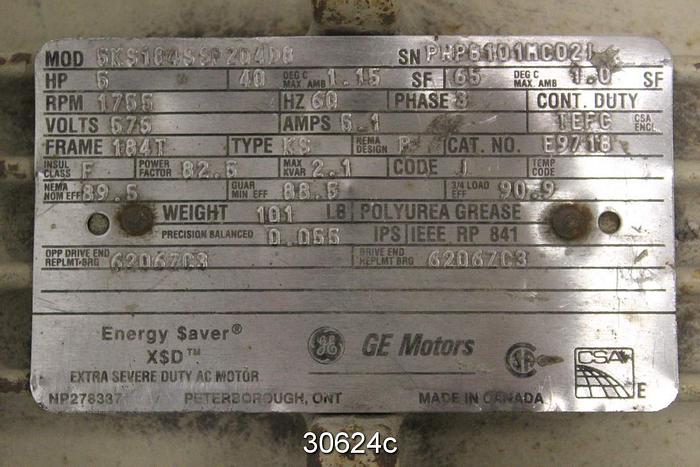 MOD 5KS184SSP204D8 SN PHP8101MC021
HP 5 40 DEG C MAX. AMB 1.15 SF 65 DEG C MAX. AMB 1.0 SF
RPM 1755 HZ 60 PHASE 3 CONT. DUTY
VOLTS 575 AMPS 5.1 TEFC CSA ENCL
FRAME 184T TYPE KS NEMA DESIGN CAT. NO. E9718
INSUL CLASS F POWER FACTOR 82.5 MAX KVAR 2.1 CODE J TEMP CODE
NEMA NOM EFF 89.5 GUAR MIN EFF 88.5 3/4 LOAD EFF 90.9
WEIGHT 101 LB POLYUREA GREASE
PRECISION BALANCED 0.055 IPS IEEE RP 841
OPP DRIVE END REPLMT-BRG 6206ZC3 DRIVE END REPLMT BRG 6206ZC3
Energy $aver®
X$D™ GE GE Motors SA CSA
EXTRA SEVERE DUTY AC MOTOR
NP278337 PETERBOROUGH, ONT MADE IN CANADA E
30624c